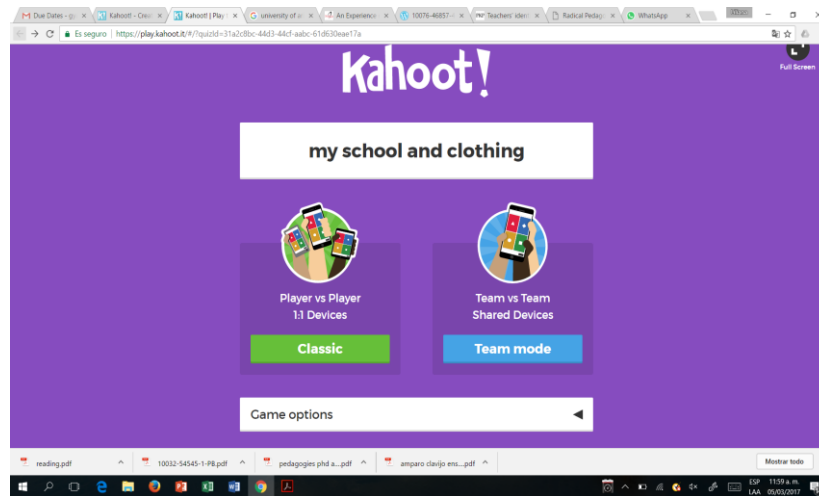 Due Dates - g
Kahoot! - Crea
Kahoot! | Play
university of a
An Experience
10076-46857-
Teachers' identi
Radical Pedag
WhatsApp
Es seguro | https://play.kahoot.it/#/?quizId=31a2c8bc-44d3-44cf-aabc-61d630eae17a
Full Screen
Kahoot!
my school and clothing
Player vs Player
1:1 Devices
Classic
Team vs Team
Shared Devices
Team mode
Game options
reading.pdf
10032-54545-1-PB.pdf
pedagogies phd a....pdf
amparo clavijo ens....pdf
Mostrar todo
ESP 11:59 a. m.
LAA 05/03/2017